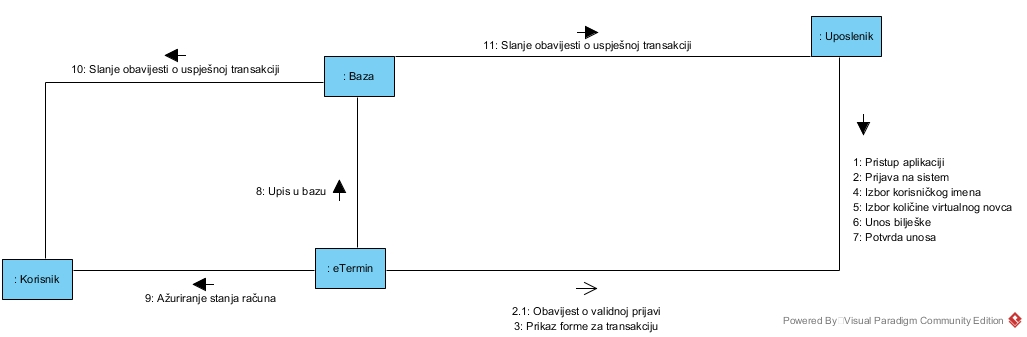 : Uposlenik
11: Slanje obavijesti o uspješnoj transakciji
10: Slanje obavijesti o uspješnoj transakciji
: Baza
1: Pristup aplikaciji
2: Prijava na sistem
4: Izbor korisničkog imena
5: Izbor količine virtualnog novca
6: Unos bilješke
7: Potvrda unosa
8: Upis u bazu
: Korisnik
: eTermin
9: Ažuriranje stanja računa
2.1: Obavijest o validnoj prijavi
3: Prikaz forme za transakciju
Powered By Visual Paradigm Community Edition